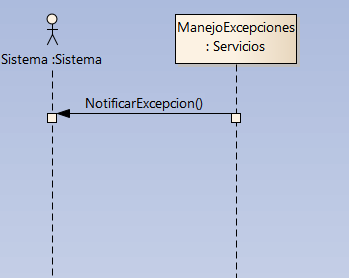 ManejoExcepciones
: Servicios
Sistema :Sistema
NotificarExcepcion()